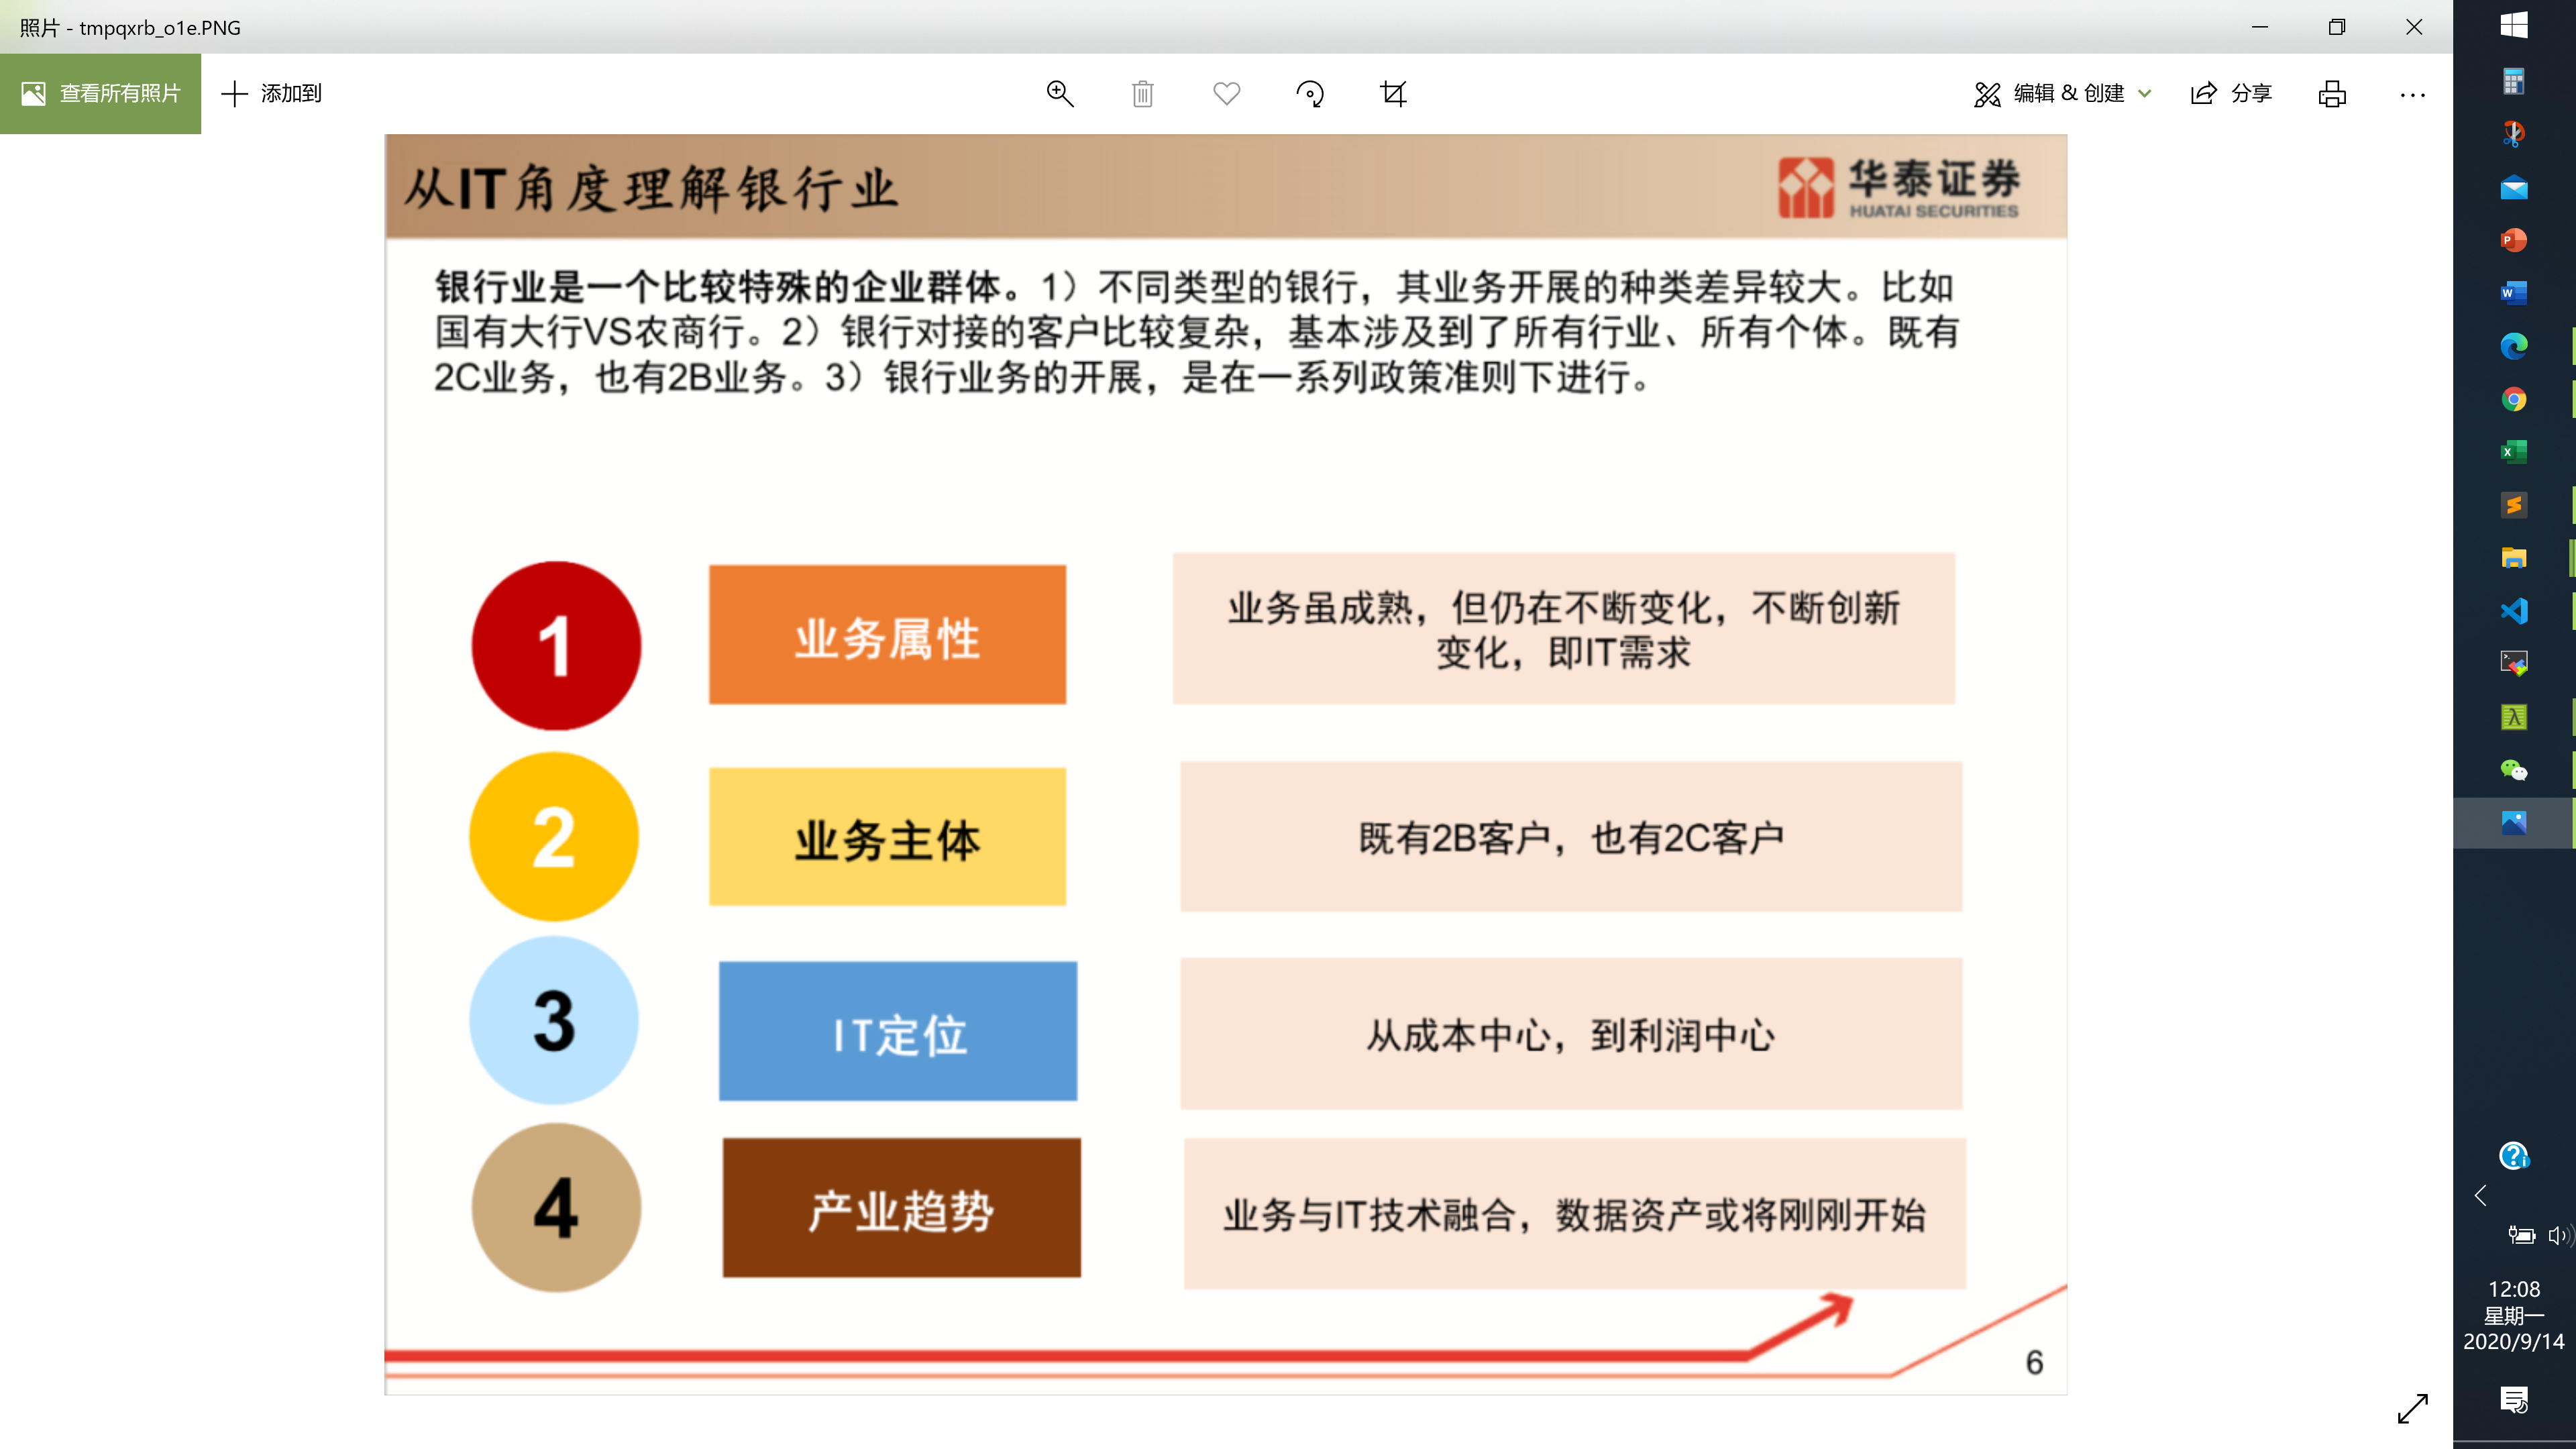 照片 - tmpqxrb_o1e.PNG
查看所有照片
添加到
编辑 & 创建
分享
从IT角度理解银行业
华泰证券
HUATAI SECURITIES
银行业是一个比较特殊的企业群体。1）不同类型的银行，其业务开展的种类差异较大。比如
国有大行VS农商行。2）银行对接的客户比较复杂，基本涉及到了所有行业、所有个体。既有
2C业务，也有2B业务。3）银行业务的开展，是在一系列政策准则下进行。
1
业务属性
业务虽成熟，但仍在不断变化，不断创新
变化，即IT需求
2
业务主体
既有2B客户，也有2C客户
3
IT定位
从成本中心，到利润中心
4
产业趋势
业务与IT技术融合，数据资产或将刚刚开始
6
12:08
星期一
2020/9/14